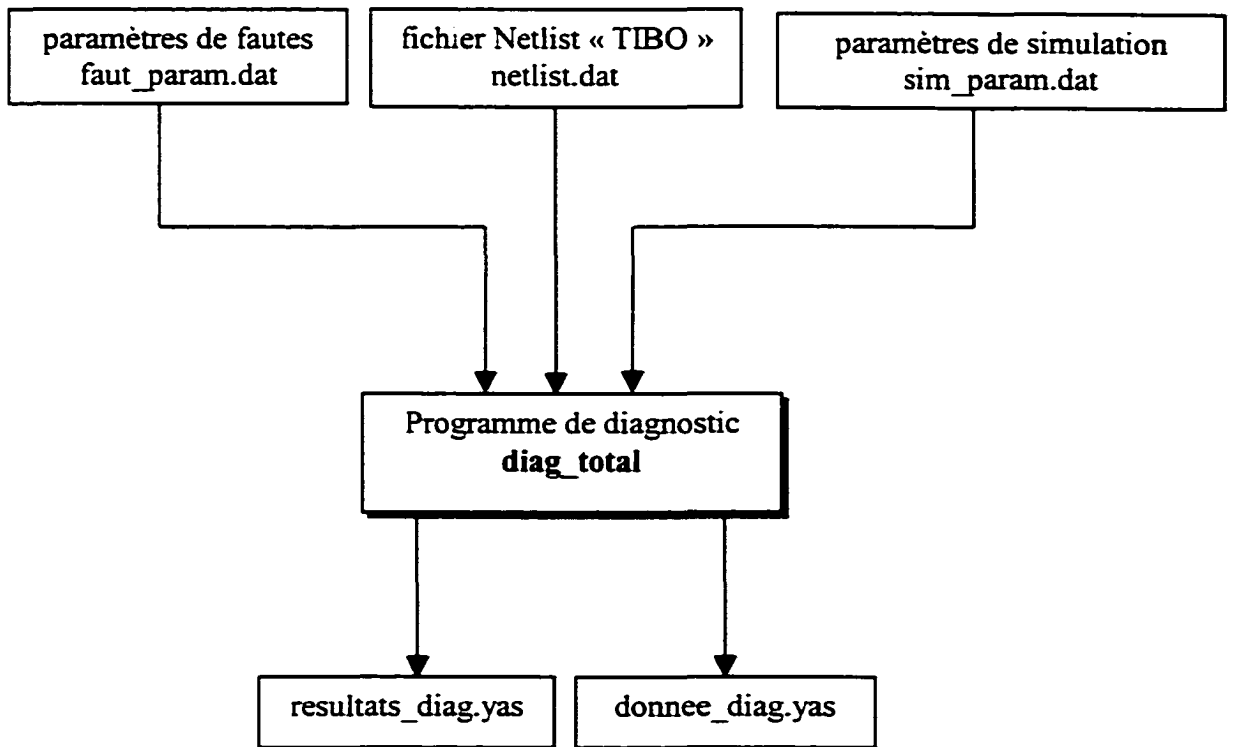 paramètres de fautes
faut_param.dat
fichier Netlist « TIBO »
netlist.dat
paramètres de simulation
sim_param.dat
Programme de diagnostic
diag_total
resultats_diag.yas
donnee_diag.yas